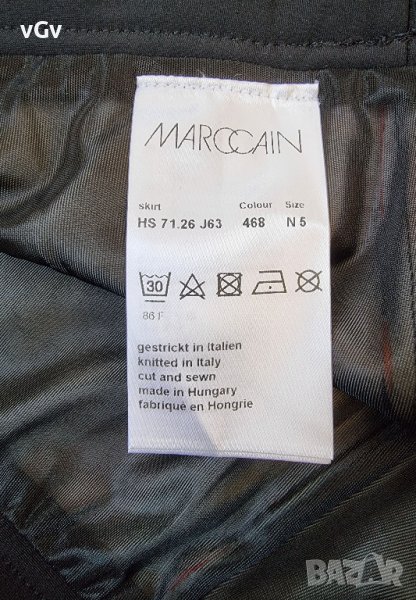 vGv
MARCCAIN
skirt Colour Size
HS 71.26 J63 468 N 5
30
86 F
gestrickt in Italien
knitted in Italy
cut and sewn
made in Hungary
fabriqué en Hongrie
BAZAR